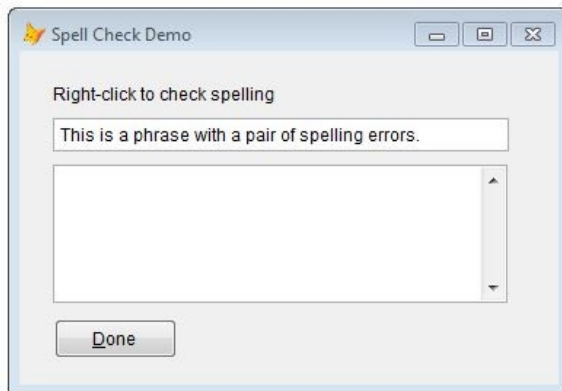 Spell Check Demo
Right-click to check spelling
This is a phrase with a pair of spelling errors.
Done